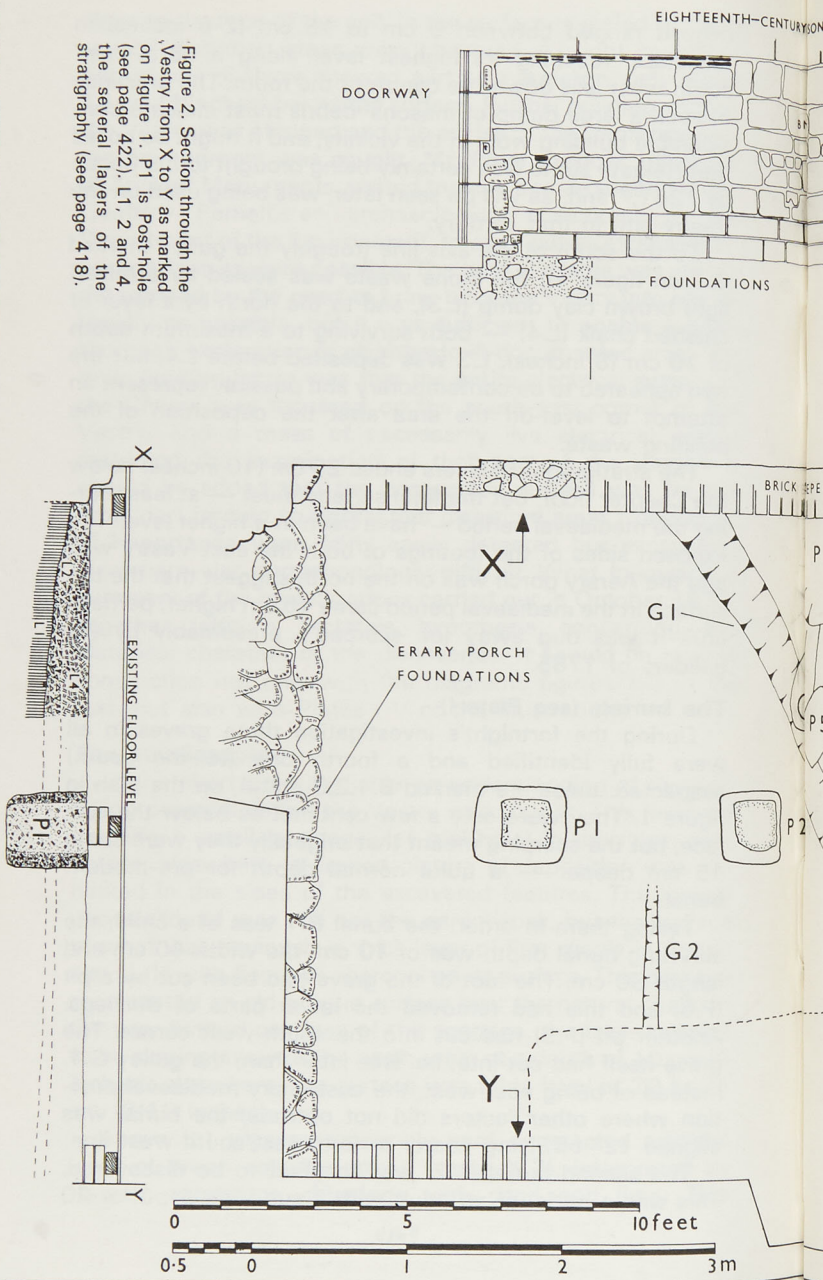 EIGHTEENTH-CENTURY
DOORWAY
FOUNDATIONS
Figure 2. Section through the
Vestry from X to Y as marked
on figure 1. P1 is Post-hole
(see page 422). L1, 2 and 4,
the several layers of the
stratigraphy (see page 418).
X
BRICK
X
G1
L2
L1
L4
EXISTING FLOOR LEVEL
ERARY PORCH
FOUNDATIONS
P1
P1
P2
P5
G2
Y
Y
0 5 10 feet
0·5 0 1 2 3 m